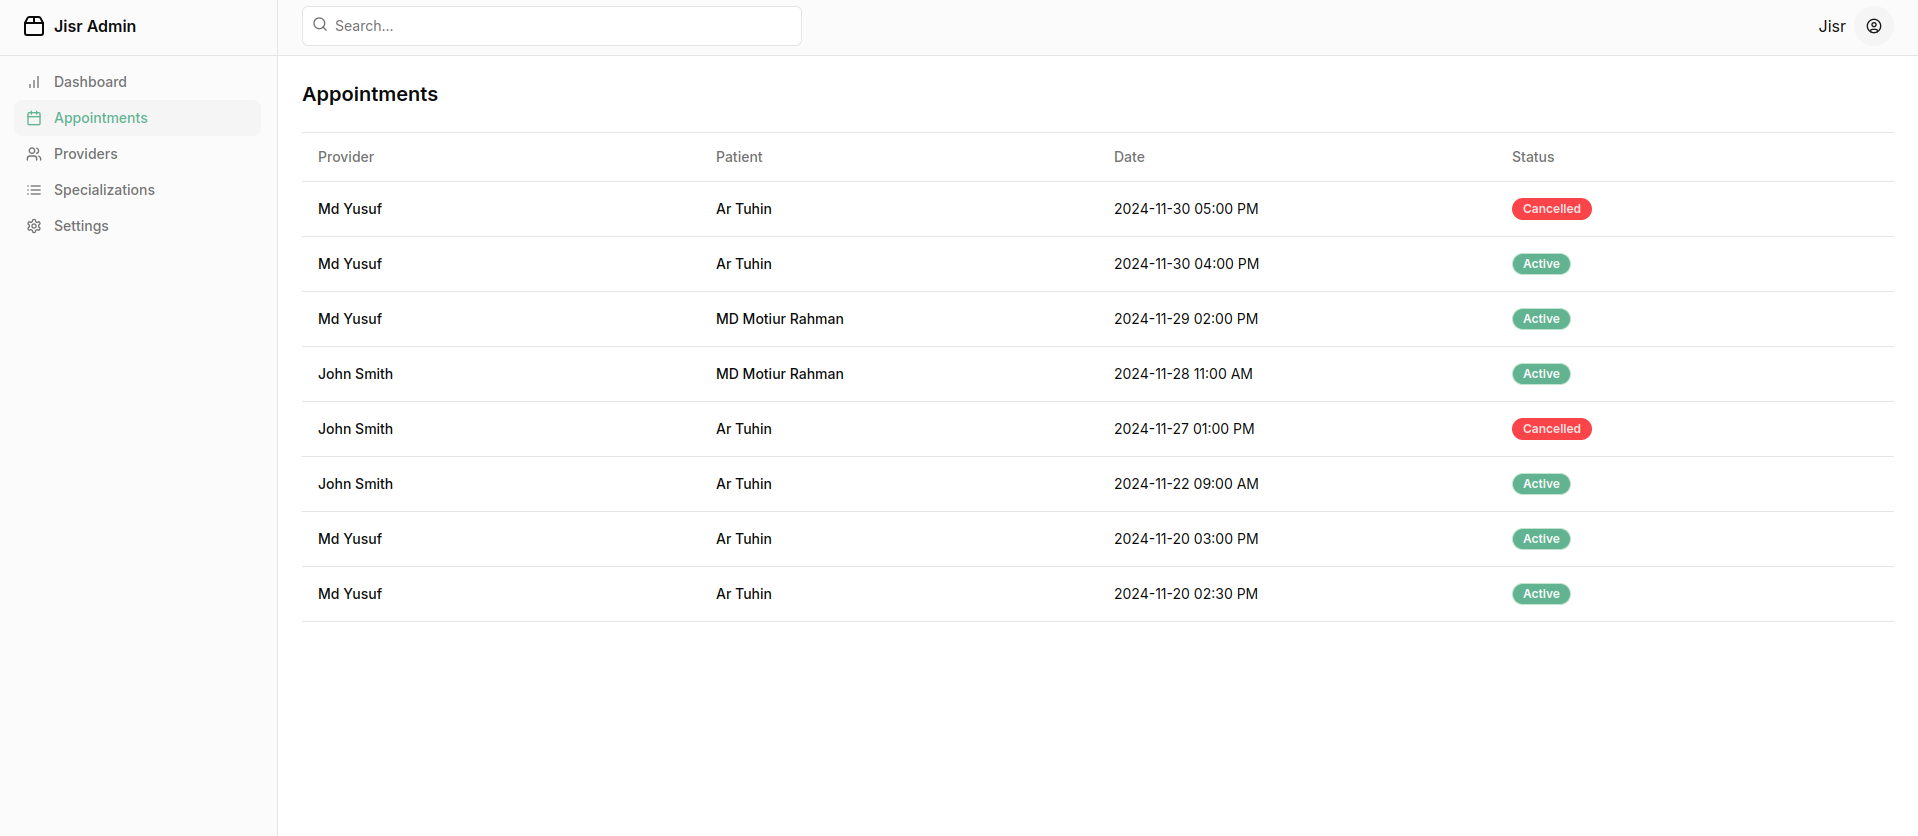 Jisr Admin
Search...
Jisr
Dashboard
Appointments
Providers
Specializations
Settings
Appointments
Provider Patient Date Status
Md Yusuf Ar Tuhin 2024-11-30 05:00 PM Cancelled
Md Yusuf Ar Tuhin 2024-11-30 04:00 PM Active
Md Yusuf MD Motiur Rahman 2024-11-29 02:00 PM Active
John Smith MD Motiur Rahman 2024-11-28 11:00 AM Active
John Smith Ar Tuhin 2024-11-27 01:00 PM Cancelled
John Smith Ar Tuhin 2024-11-22 09:00 AM Active
Md Yusuf Ar Tuhin 2024-11-20 03:00 PM Active
Md Yusuf Ar Tuhin 2024-11-20 02:30 PM Active